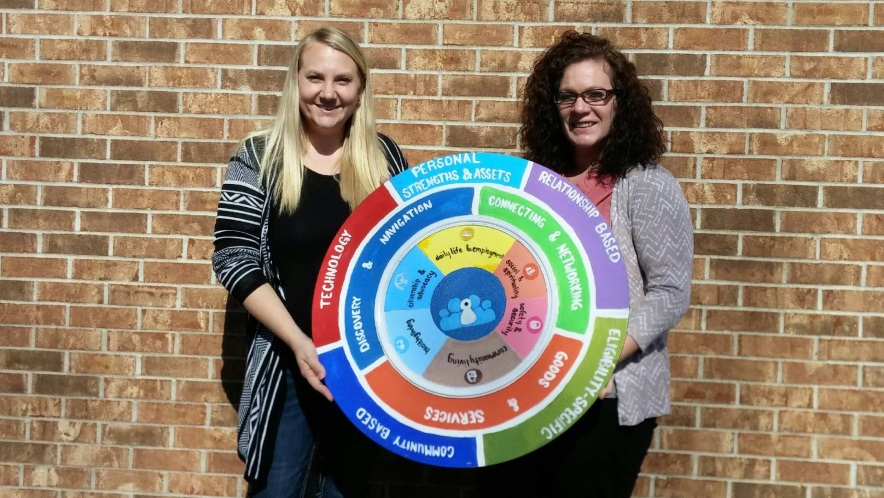 PERSONAL
STRENGTHS & ASSETS
RELATIONSHIP BASED
ELIGIBILITY-SPECIFIC
COMMUNITY BASED
TECHNOLOGY
DISCOVERY & NAVIGATION
CONNECTING & NETWORKING
GOODS & SERVICES
daily life & employment
social & spirituality
safety & security
community living
healthy living
citizenship & advocacy